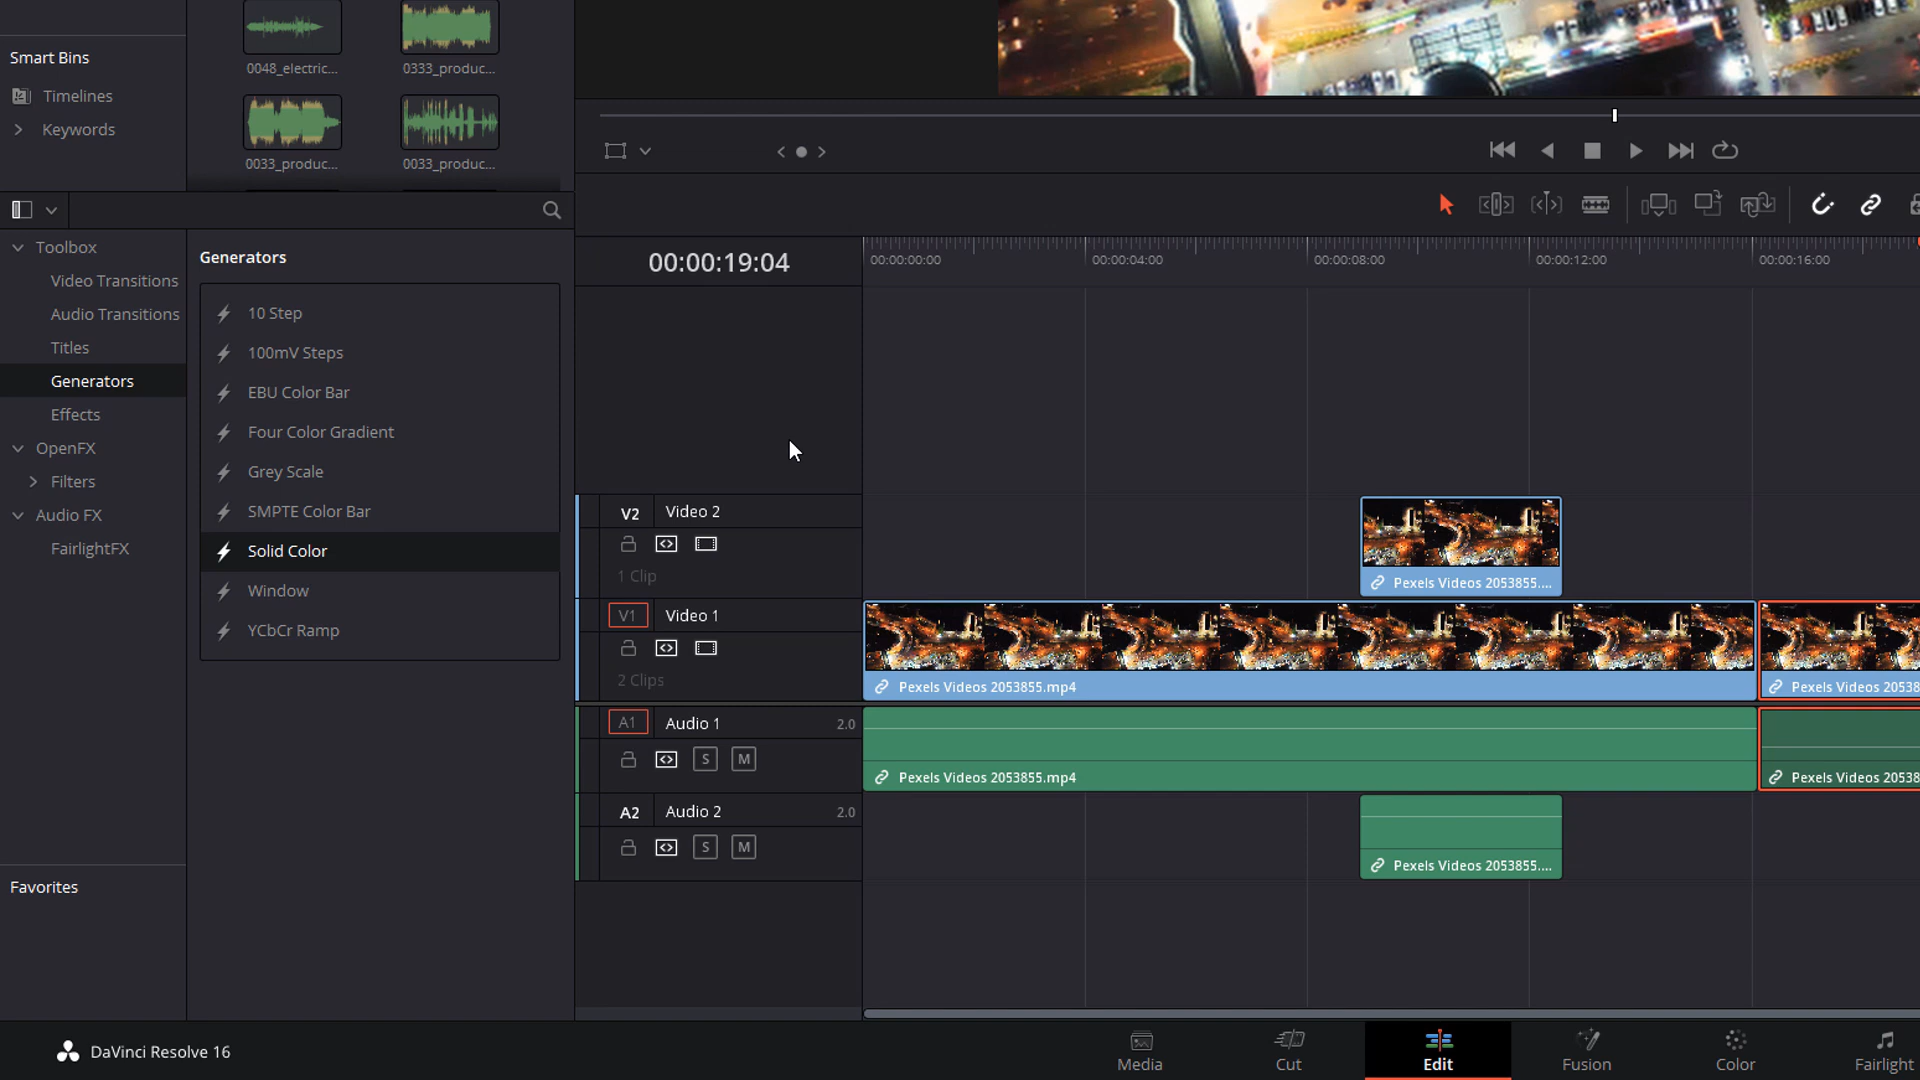 Smart Bins
Timelines
Keywords
0048_electric...
0333_produc...
0033_produc...
0033_produc...
Toolbox
Video Transitions
Audio Transitions
Titles
Generators
Effects
OpenFX
Filters
Audio FX
FairlightFX
Favorites
Generators
10 Step
100mV Steps
EBU Color Bar
Four Color Gradient
Grey Scale
SMPTE Color Bar
Solid Color
Window
YCbCr Ramp
00:00:19:04
00:00:00:00
00:00:04:00
00:00:08:00
00:00:12:00
00:00:16:00
V2 Video 2
1 Clip
Pexels Videos 2053855....
V1 Video 1
2 Clips
Pexels Videos 2053855.mp4
Pexels Videos 20538
A1 Audio 1 2.0
S M
Pexels Videos 2053855.mp4
Pexels Videos 20538
A2 Audio 2 2.0
S M
Pexels Videos 2053855....
DaVinci Resolve 16
Media
Cut
Edit
Fusion
Color
Fairlight